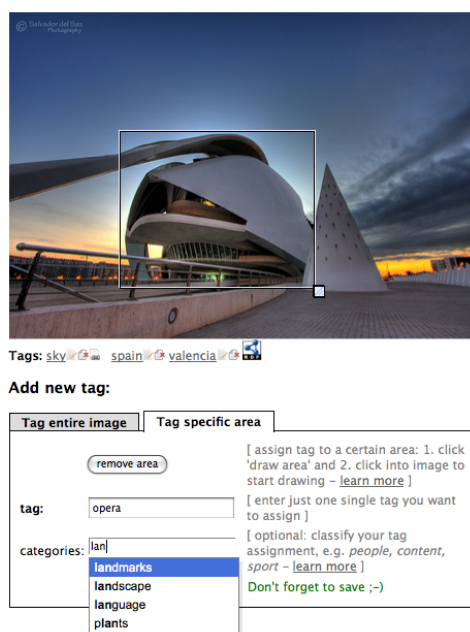 © Salvador del Saz
Photography
Tags: sky spain valencia RDF
Add new tag:
Tag entire image Tag specific area
remove area
[ assign tag to a certain area: 1. click
'draw area' and 2. click into image to
start drawing – learn more ]
tag: opera
[ enter just one single tag you want
to assign ]
categories: lan
[ optional: classify your tag
assignment, e.g. people, content,
sport – learn more ]
Don't forget to save ;-)
landmarks
landscape
language
plants